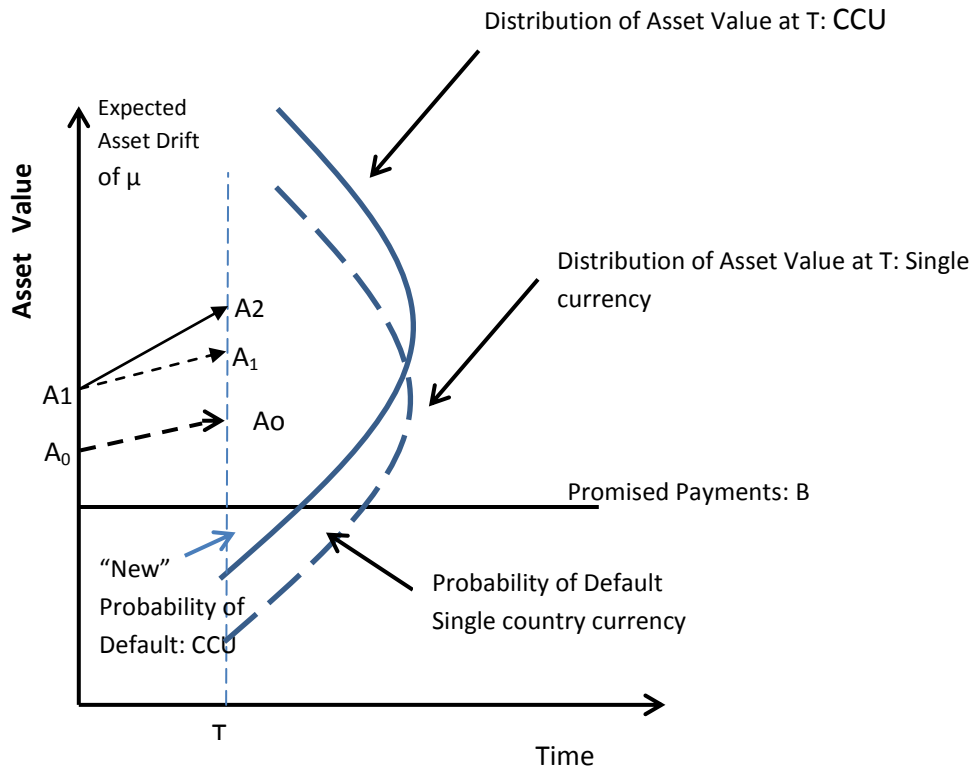 Distribution of Asset Value at T: CCU
Expected
Asset Drift
of μ
Asset Value
Distribution of Asset Value at T: Single
currency
A2
A₁
A1
Ao
A₀
Promised Payments: B
“New”
Probability of
Default: CCU
Probability of Default
Single country currency
T
Time